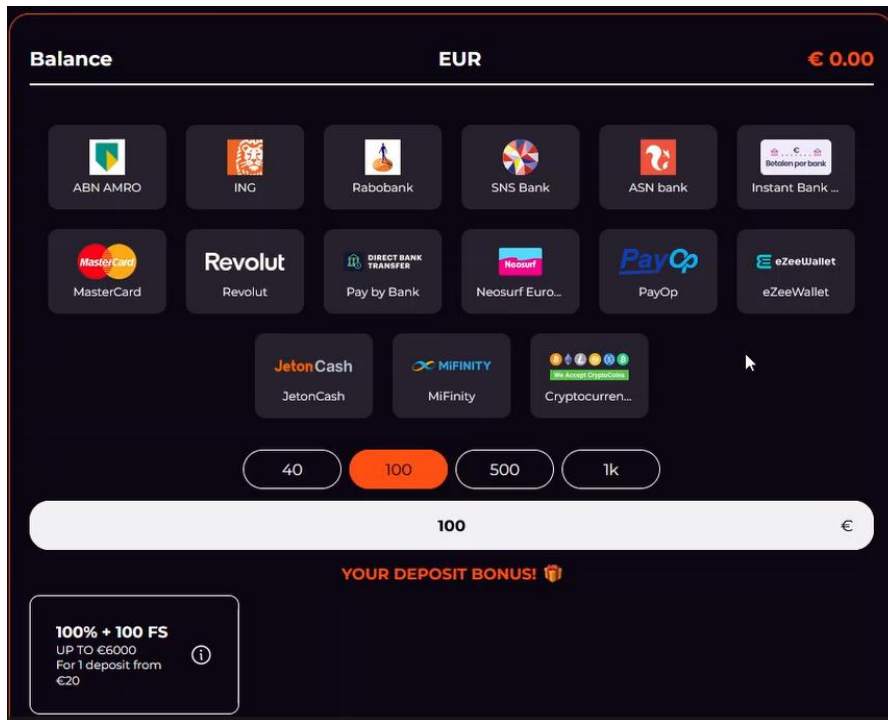 Balance EUR € 0.00
Betalen per bank
ABN AMRO ING Rabobank SNS Bank ASN bank Instant Bank ...
MasterCard Revolut DIRECT BANK TRANSFER Neosurf PayOp eZeeWallet
MasterCard Revolut Pay by Bank Neosurf Euro... PayOp eZeeWallet
JetonCash MiFINITY We Accept CryptoCoins
JetonCash MiFinity Cryptocurren...
40 100 500 1k
100 €
YOUR DEPOSIT BONUS!
100% + 100 FS
UP TO €6000
For 1 deposit from
€20